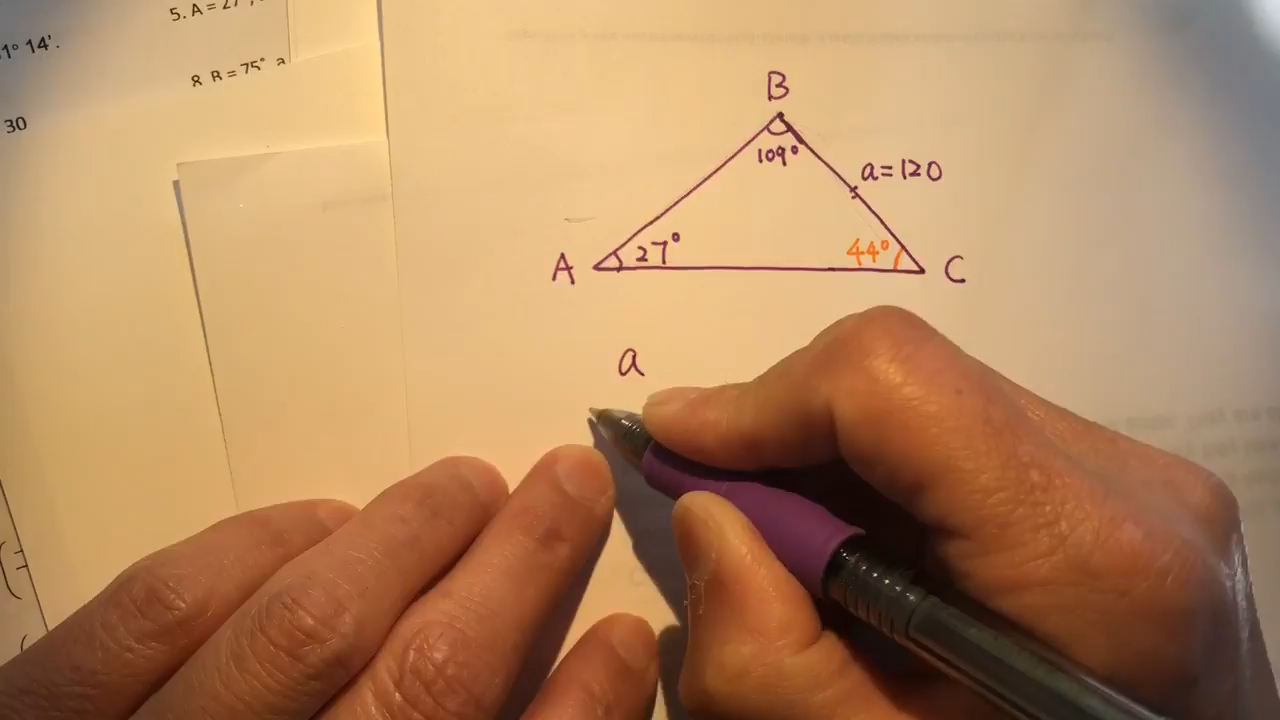 5. A = 27°,
1° 14'.
8. B = 75° a
30
B
109°
a=120
A
27°
44°
C
a